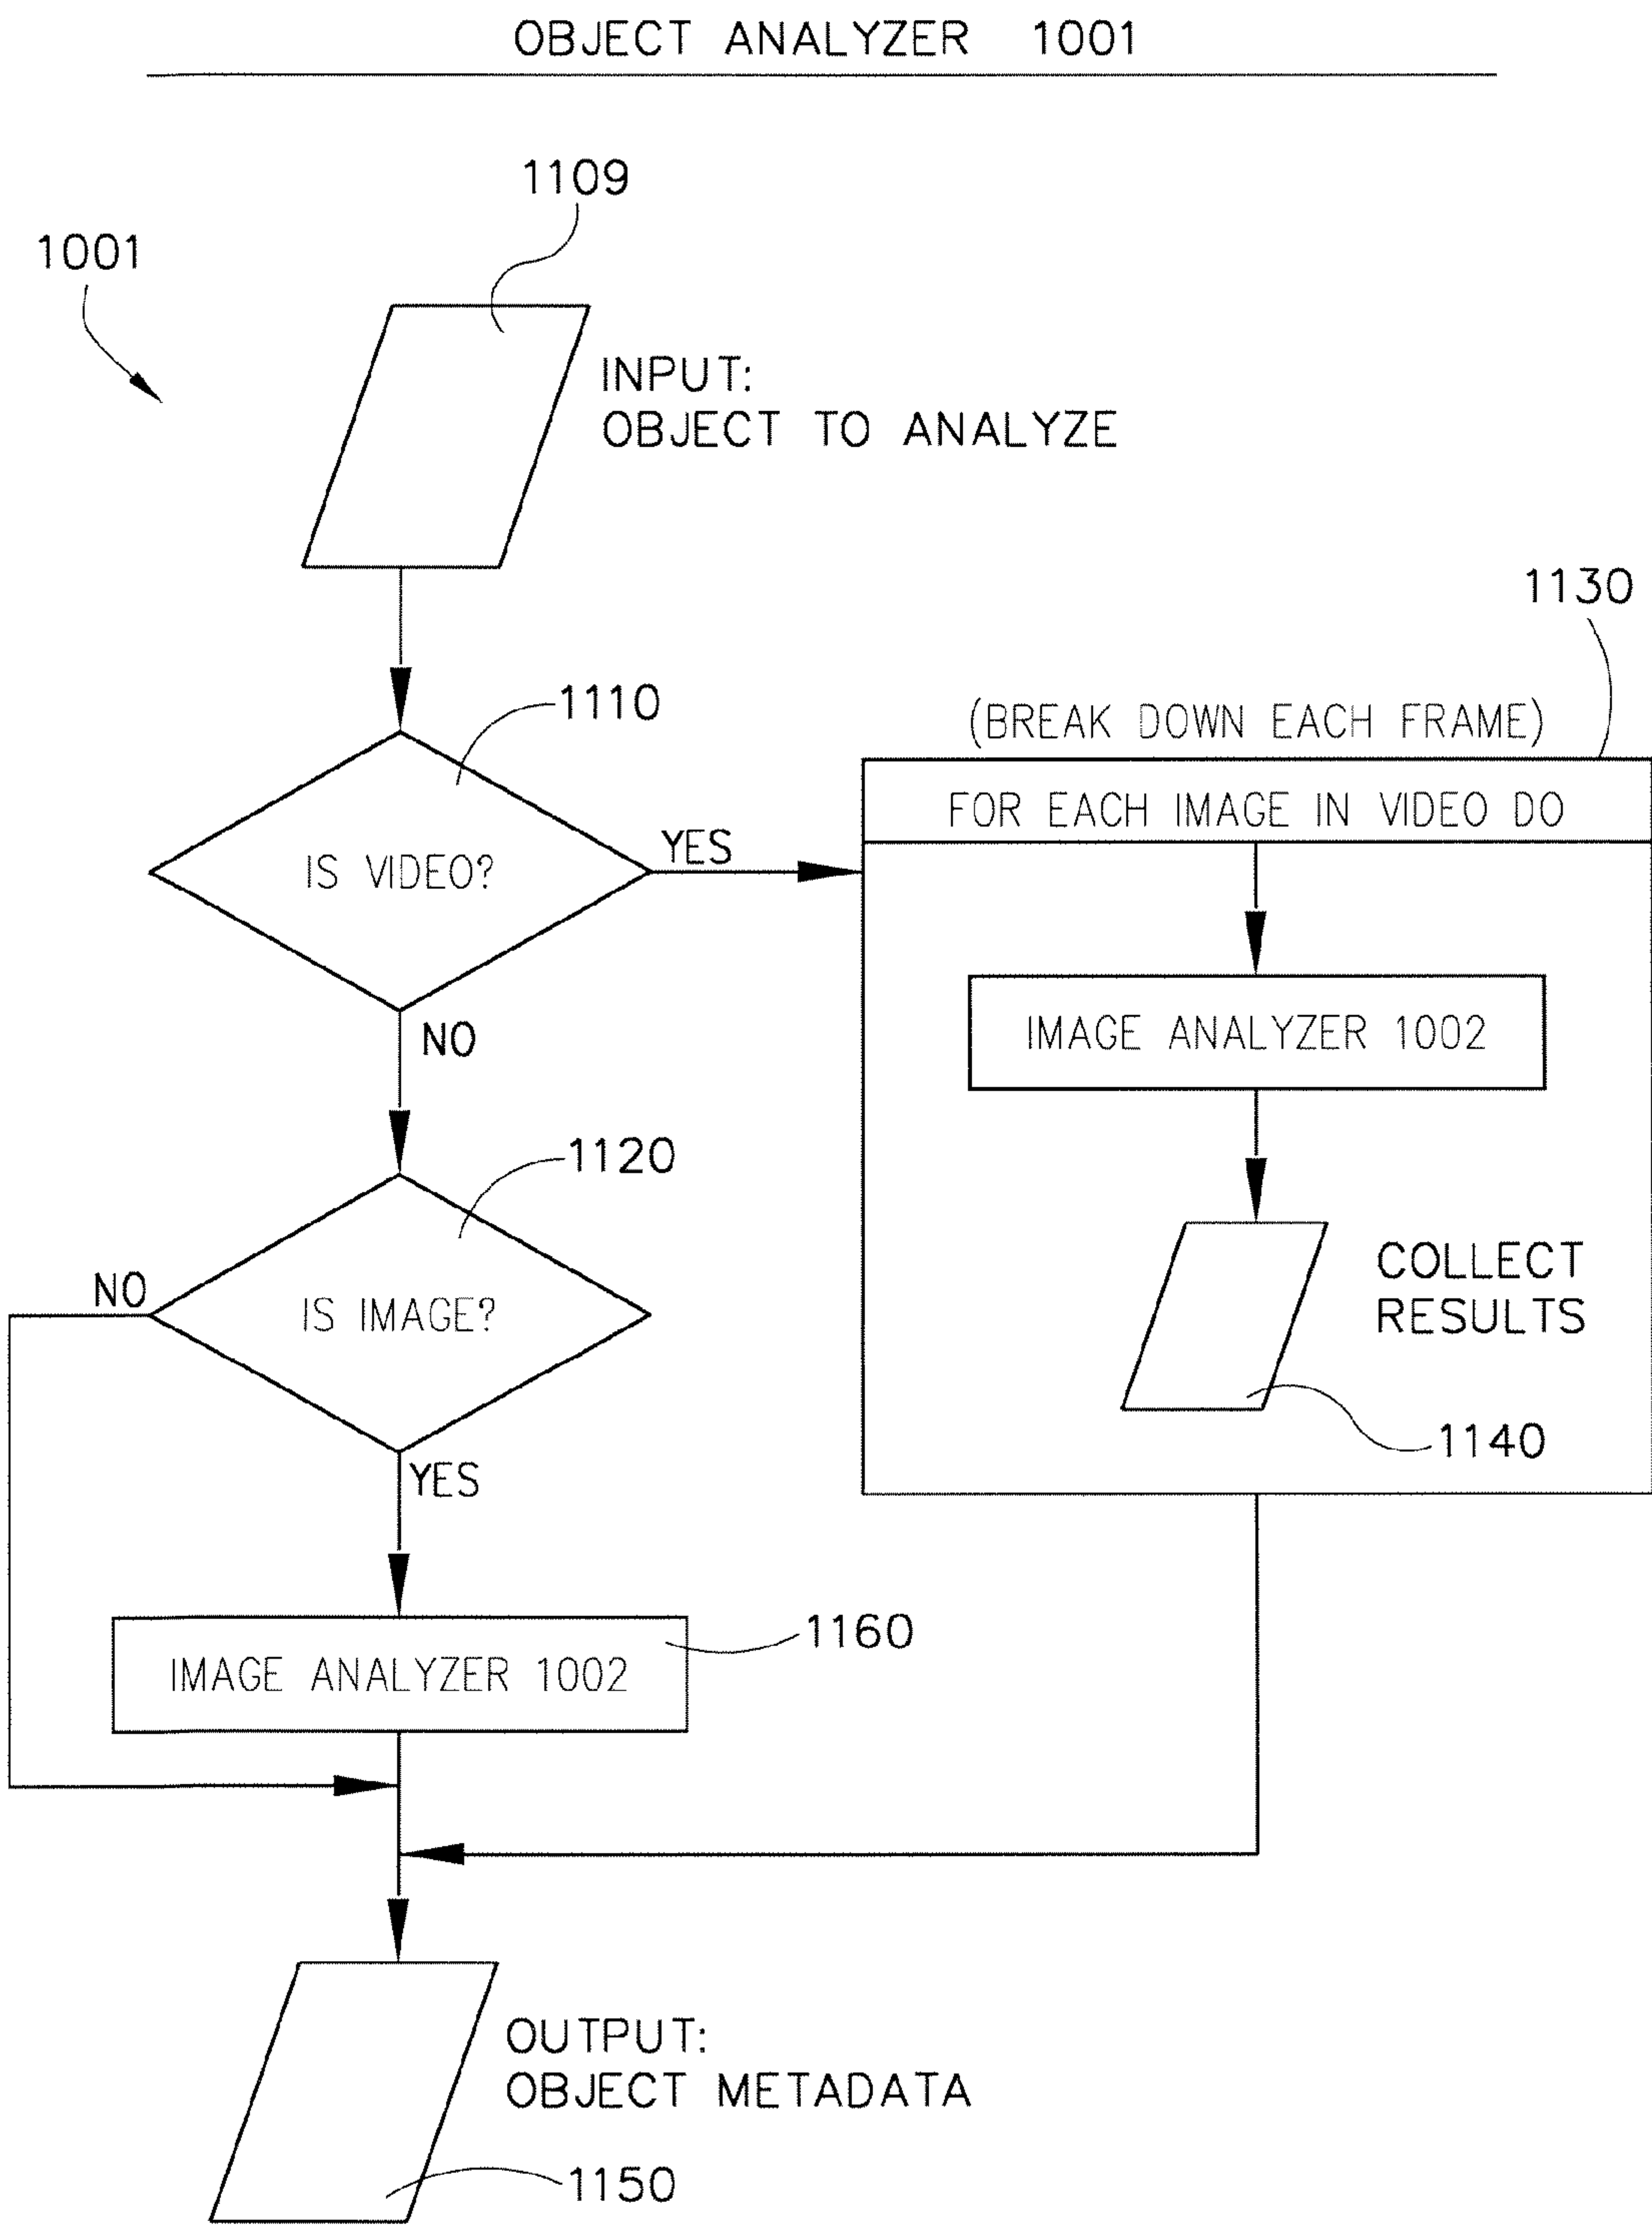 OBJECT ANALYZER 1001
1109
1001
INPUT:
OBJECT TO ANALYZE
1130
1110
(BREAK DOWN EACH FRAME)
FOR EACH IMAGE IN VIDEO DO
IS VIDEO?
YES
IMAGE ANALYZER 1002
NO
1120
COLLECT
RESULTS
NO
IS IMAGE?
1140
YES
1160
IMAGE ANALYZER 1002
OUTPUT:
OBJECT METADATA
1150